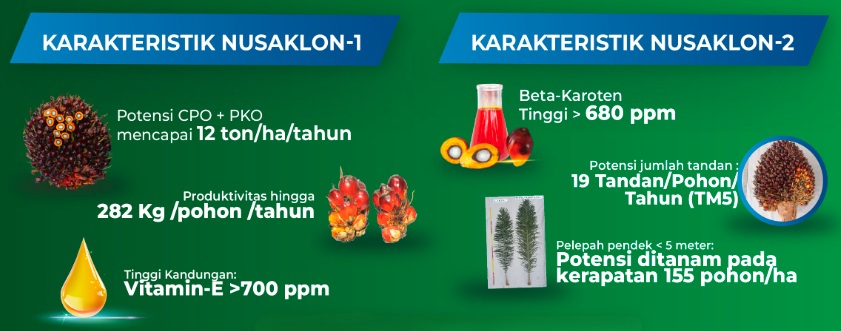 KARAKTERISTIK NUSAKLON-1
Potensi CPO + PKO
mencapai 12 ton/ha/tahun
Produktivitas hingga
282 Kg /pohon /tahun
Tinggi Kandungan:
Vitamin-E >700 ppm
KARAKTERISTIK NUSAKLON-2
Beta-Karoten
Tinggi > 680 ppm
Potensi jumlah tandan :
19 Tandan/Pohon/
Tahun (TM5)
Pelepah pendek < 5 meter:
Potensi ditanam pada
kerapatan 155 pohon/ha